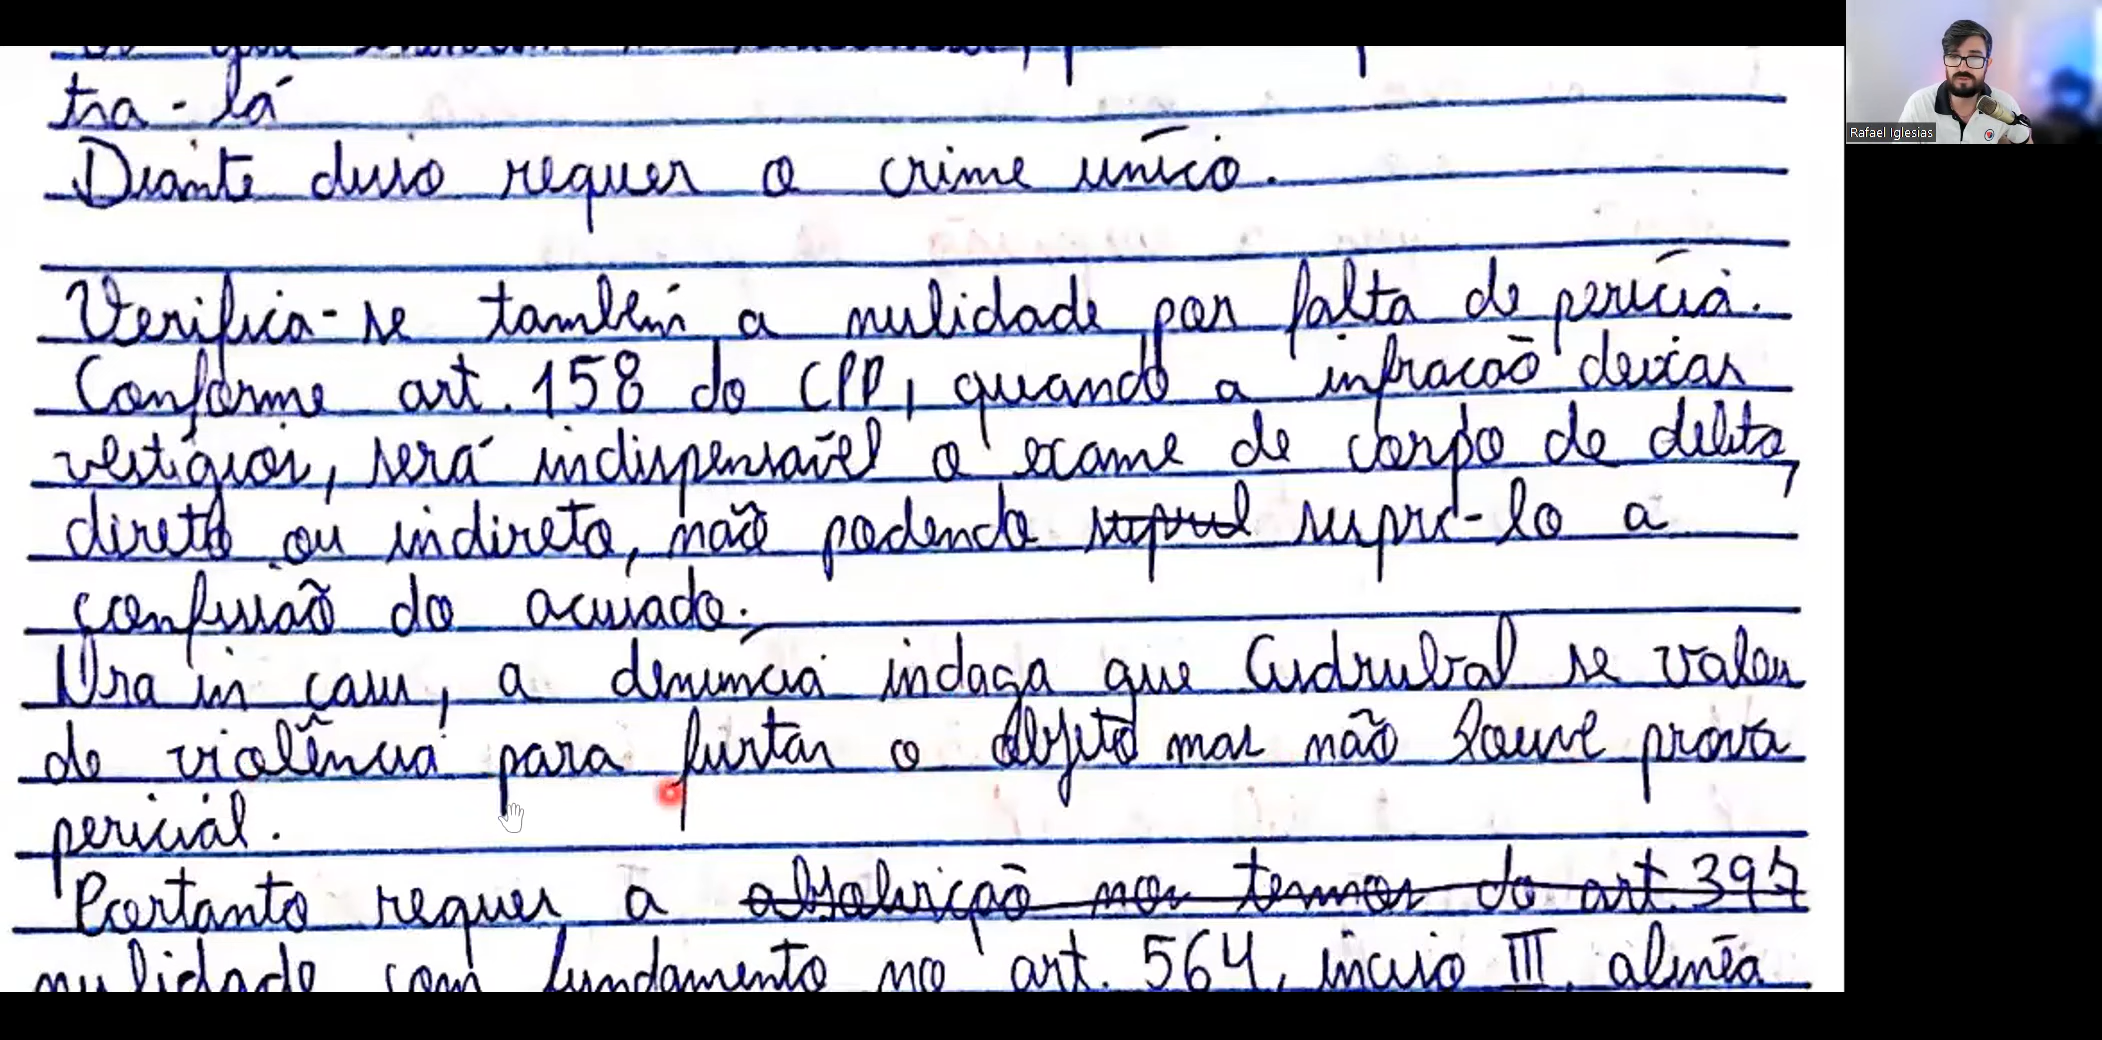 tra-lá
Diante disso requer o crime único.
Verifica-se também a nulidade por falta de perícia.
Conforme art. 158 do CPP, quando a infracão deixar
vestígios, será indispensável o exame de corpo de delito,
direto ou indireto, não podendo supril supri-lo a
confissão do acusado.
Ora in casu, a denúncia indaga que Asdrubal se valeu
de violência para furtar o objeto mas não houve prova
pericial.
Portanto requer a absolvição nos termos do art. 397
nulidade com fundamento no art. 564, inciso III, alínea
Rafael Iglesias